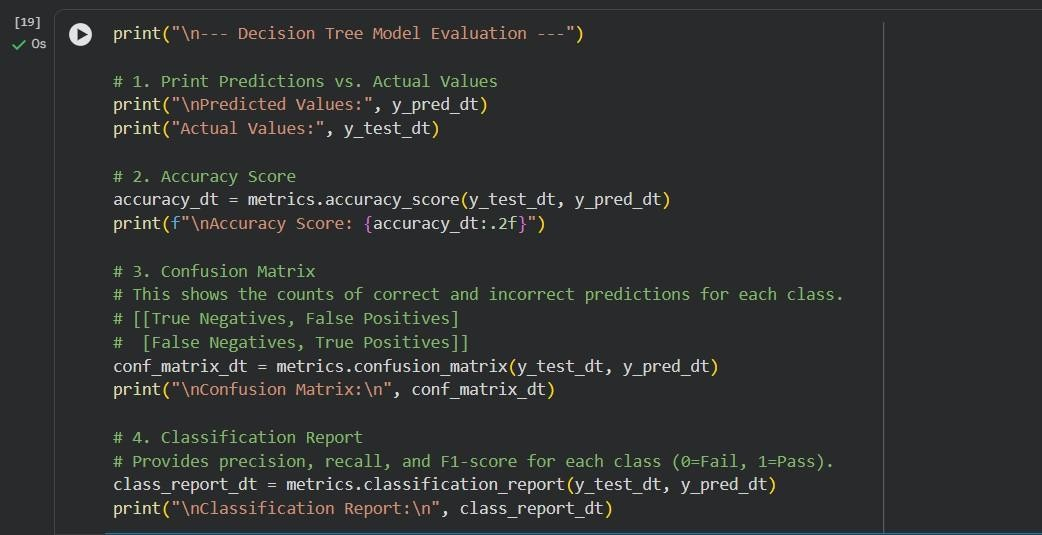 [19]
0s
print("\n--- Decision Tree Model Evaluation ---")
# 1. Print Predictions vs. Actual Values
print("\nPredicted Values:", y_pred_dt)
print("Actual Values:", y_test_dt)
# 2. Accuracy Score
accuracy_dt = metrics.accuracy_score(y_test_dt, y_pred_dt)
print(f"\nAccuracy Score: {accuracy_dt:.2f}")
# 3. Confusion Matrix
# This shows the counts of correct and incorrect predictions for each class.
# [[True Negatives, False Positives]
#  [False Negatives, True Positives]]
conf_matrix_dt = metrics.confusion_matrix(y_test_dt, y_pred_dt)
print("\nConfusion Matrix:\n", conf_matrix_dt)
# 4. Classification Report
# Provides precision, recall, and F1-score for each class (0=Fail, 1=Pass).
class_report_dt = metrics.classification_report(y_test_dt, y_pred_dt)
print("\nClassification Report:\n", class_report_dt)